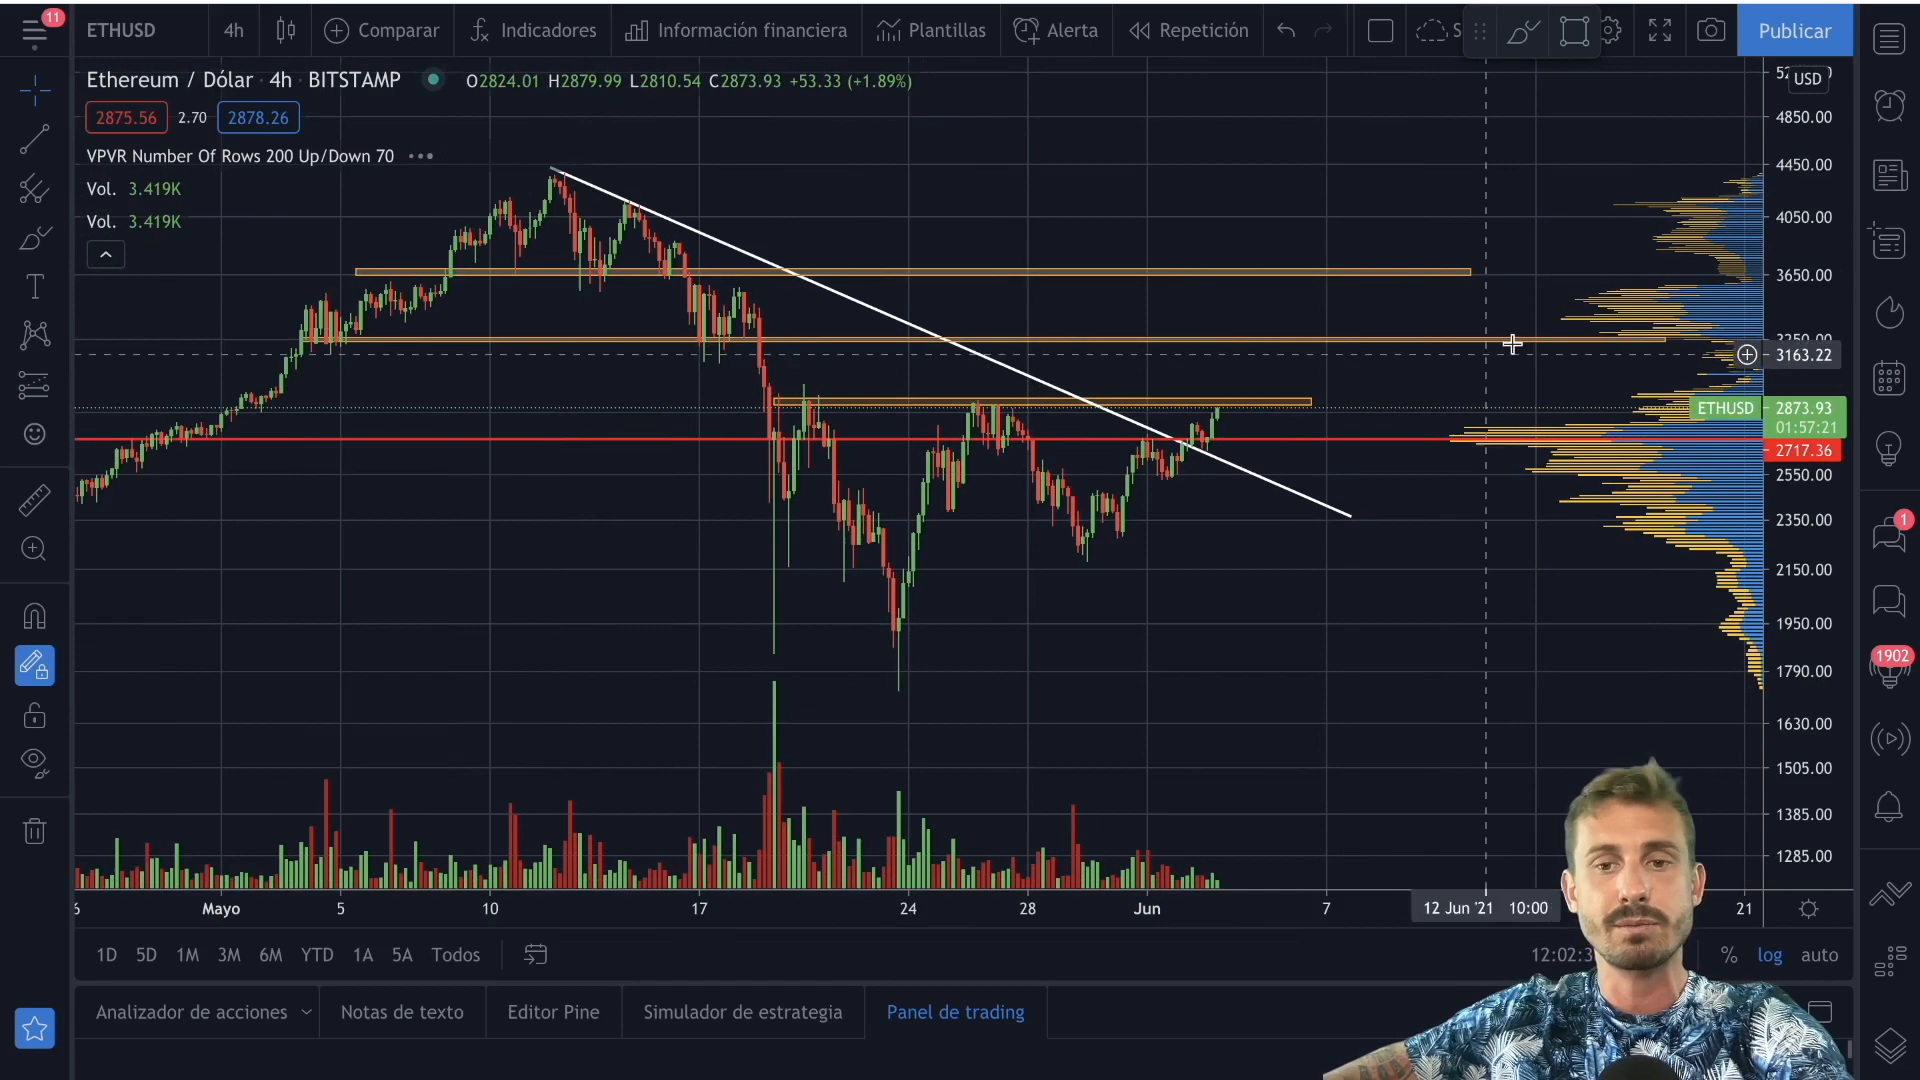 11
ETHUSD
4h
Comparar
Indicadores
Información financiera
Plantillas
Alerta
Repetición
S
Publicar
Ethereum / Dólar · 4h · BITSTAMP
O2824.01 H2879.99 L2810.54 C2873.93 +53.33 (+1.89%)
USD
2875.56
2.70
2878.26
VPVR Number Of Rows 200 Up/Down 70
Vol. 3.419K
Vol. 3.419K
4850.00
4450.00
4050.00
3650.00
3250.00
3163.22
ETHUSD
2873.93
01:57:21
2717.36
2550.00
2350.00
2150.00
1950.00
1790.00
1630.00
1505.00
1385.00
1285.00
1
1902
6
Mayo
5
10
17
24
28
Jun
7
12 Jun '21
10:00
21
1D
5D
1M
3M
6M
YTD
1A
5A
Todos
12:02:3
%
log
auto
Analizador de acciones
Notas de texto
Editor Pine
Simulador de estrategia
Panel de trading